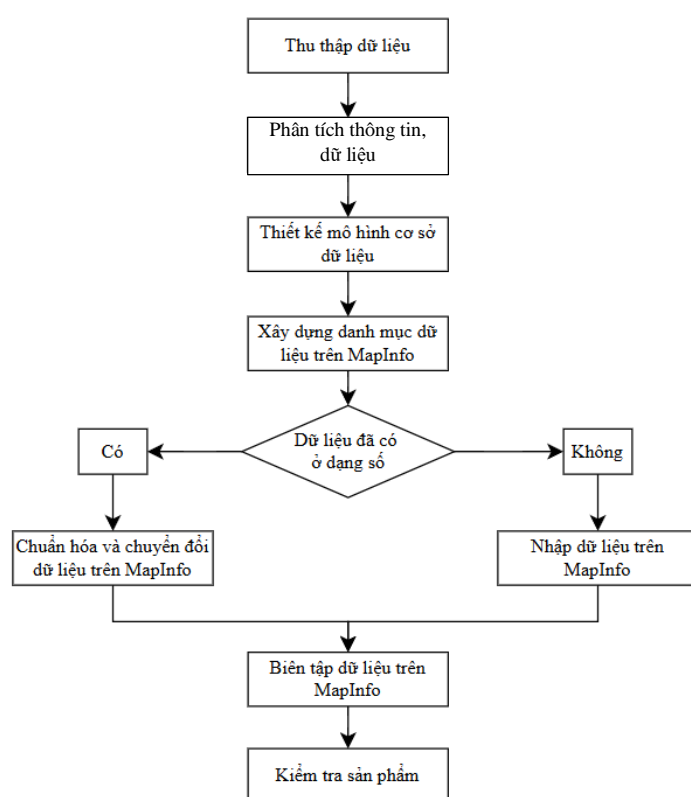 Thu thập dữ liệu
Phân tích thông tin,
dữ liệu
Thiết kế mô hình cơ sở
dữ liệu
Xây dựng danh mục dữ
liệu trên MapInfo
Có
Dữ liệu đã có
ở dạng số
Không
Chuẩn hóa và chuyển đổi
dữ liệu trên MapInfo
Nhập dữ liệu trên
MapInfo
Biên tập dữ liệu trên
MapInfo
Kiểm tra sản phẩm